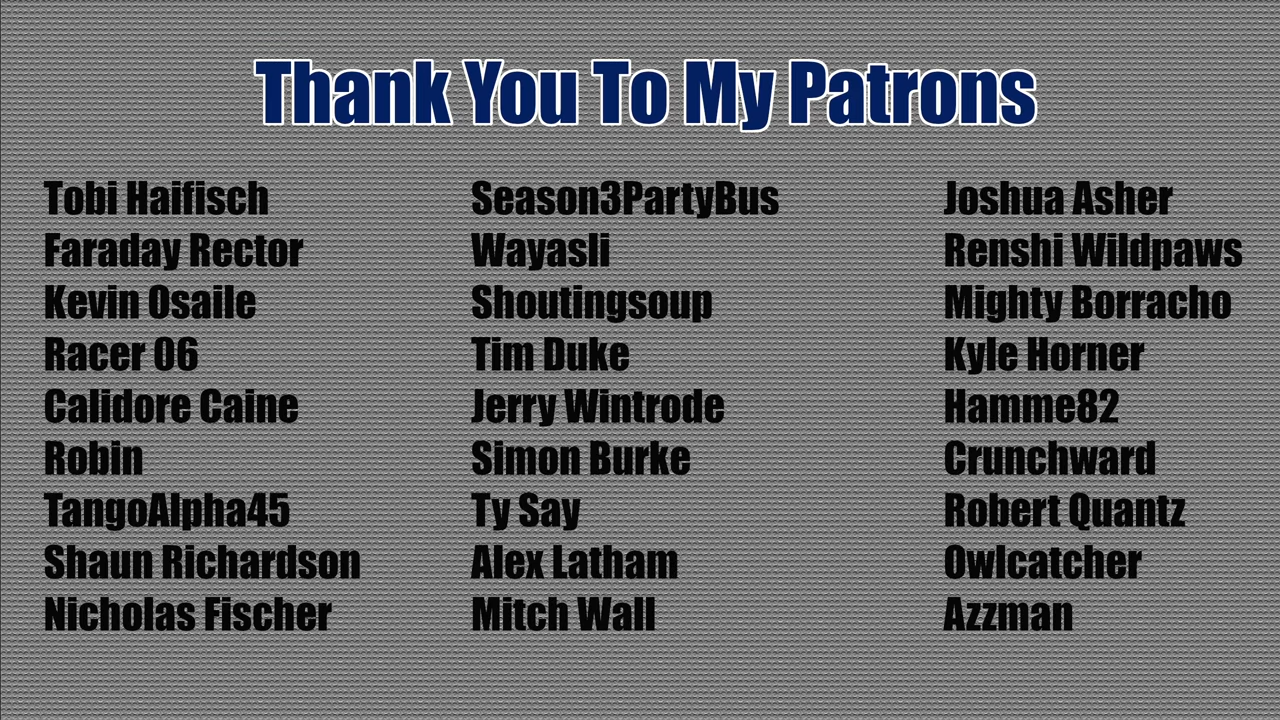 Thank You To My Patrons
Tobi Haifisch
Faraday Rector
Kevin Osaile
Racer 06
Calidore Caine
Robin
TangoAlpha45
Shaun Richardson
Nicholas Fischer
Season3PartyBus
Wayasli
Shoutingsoup
Tim Duke
Jerry Wintrode
Simon Burke
Ty Say
Alex Latham
Mitch Wall
Joshua Asher
Renshi Wildpaws
Mighty Borracho
Kyle Horner
Hamme82
Crunchward
Robert Quantz
Owlcatcher
Azzman